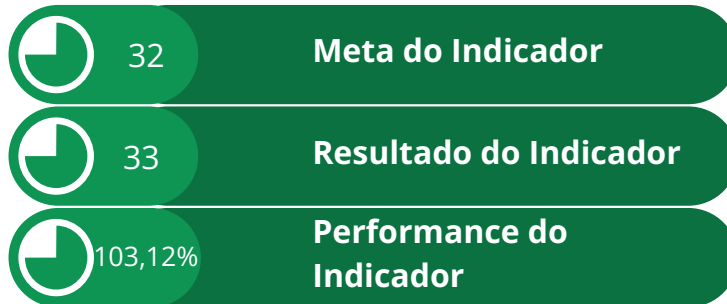 32
Meta do Indicador
33
Resultado do Indicador
103,12%
Performance do
Indicador